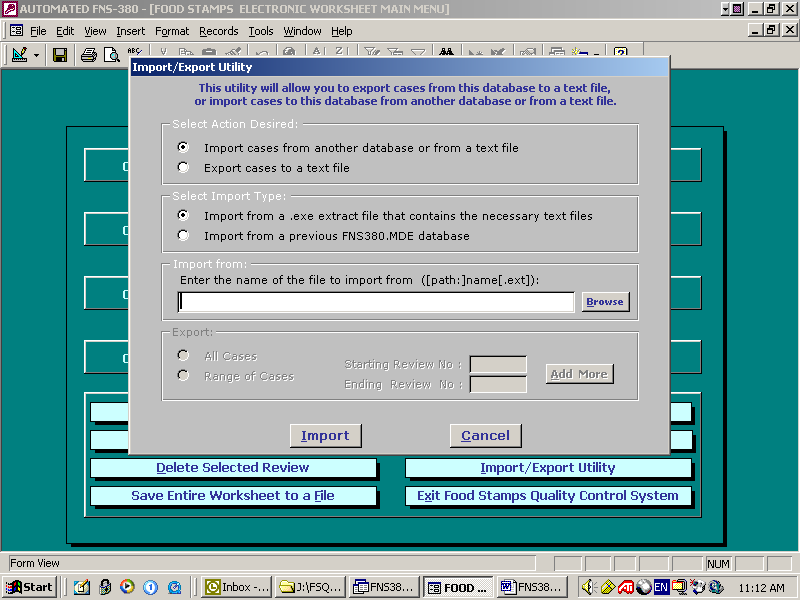 AUTOMATED FNS-380 - [FOOD STAMPS ELECTRONIC WORKSHEET MAIN MENU]
File Edit View Insert Format Records Tools Window Help
Import/Export Utility
This utility will allow you to export cases from this database to a text file,
or import cases to this database from another database or from a text file.
Select Action Desired:
Import cases from another database or from a text file
Export cases to a text file
Select Import Type:
Import from a .exe extract file that contains the necessary text files
Import from a previous FNS380.MDE database
Import from:
Enter the name of the file to import from ([path:]name[.ext]):
Browse
Export:
All Cases
Range of Cases
Starting Review No :
Ending Review No :
Add More
Import Cancel
Delete Selected Review Import/Export Utility
Save Entire Worksheet to a File Exit Food Stamps Quality Control System
Form View NUM
Start Inbox -... J:\FSQ... FNS38... FOOD ... FNS38... EN 11:12 AM